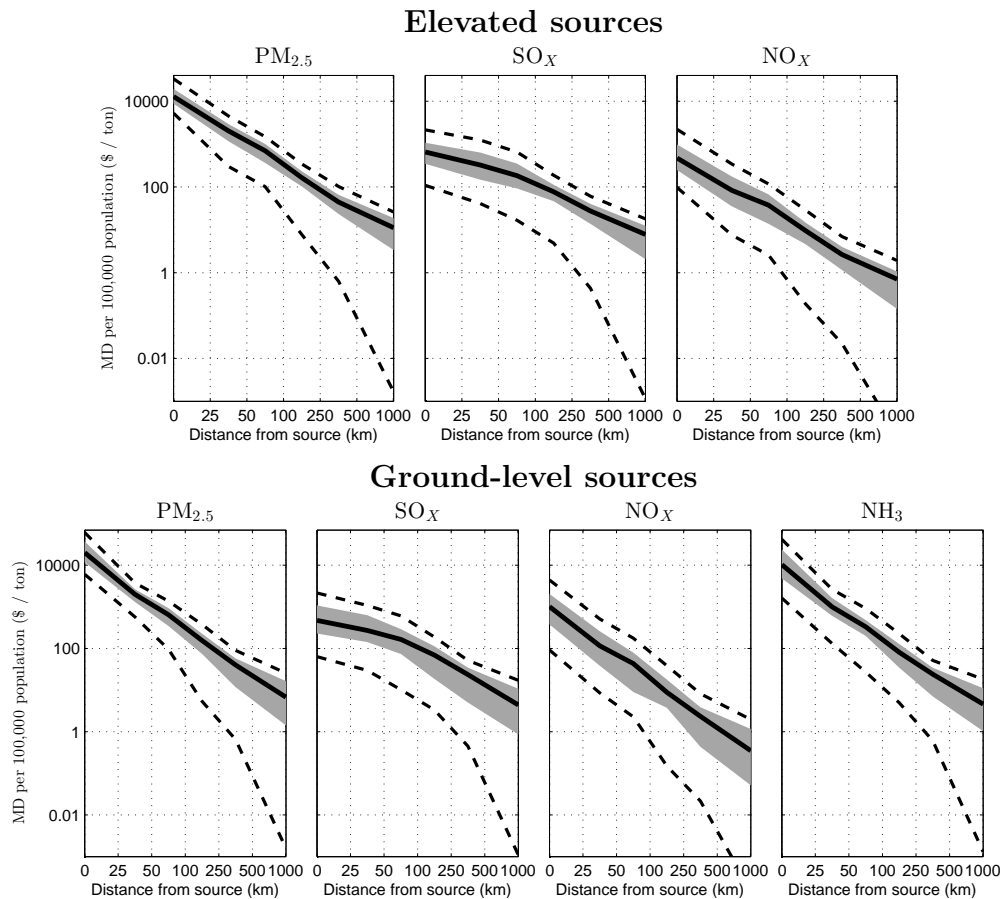 Elevated sources
PM2.5 SOX NOX
MD per 100,000 population ($ / ton)
10000
100
1
0.01
0 25 50 100 250 500 1000 0 25 50 100 250 500 1000 0 25 50 100 250 500 1000
Distance from source (km) Distance from source (km) Distance from source (km)
Ground-level sources
PM2.5 SOX NOX NH3
MD per 100,000 population ($ / ton)
10000
100
1
0.01
0 25 50 100 250 500 1000 0 25 50 100 250 500 1000 0 25 50 100 250 500 1000 0 25 50 100 250 500 1000
Distance from source (km) Distance from source (km) Distance from source (km) Distance from source (km)